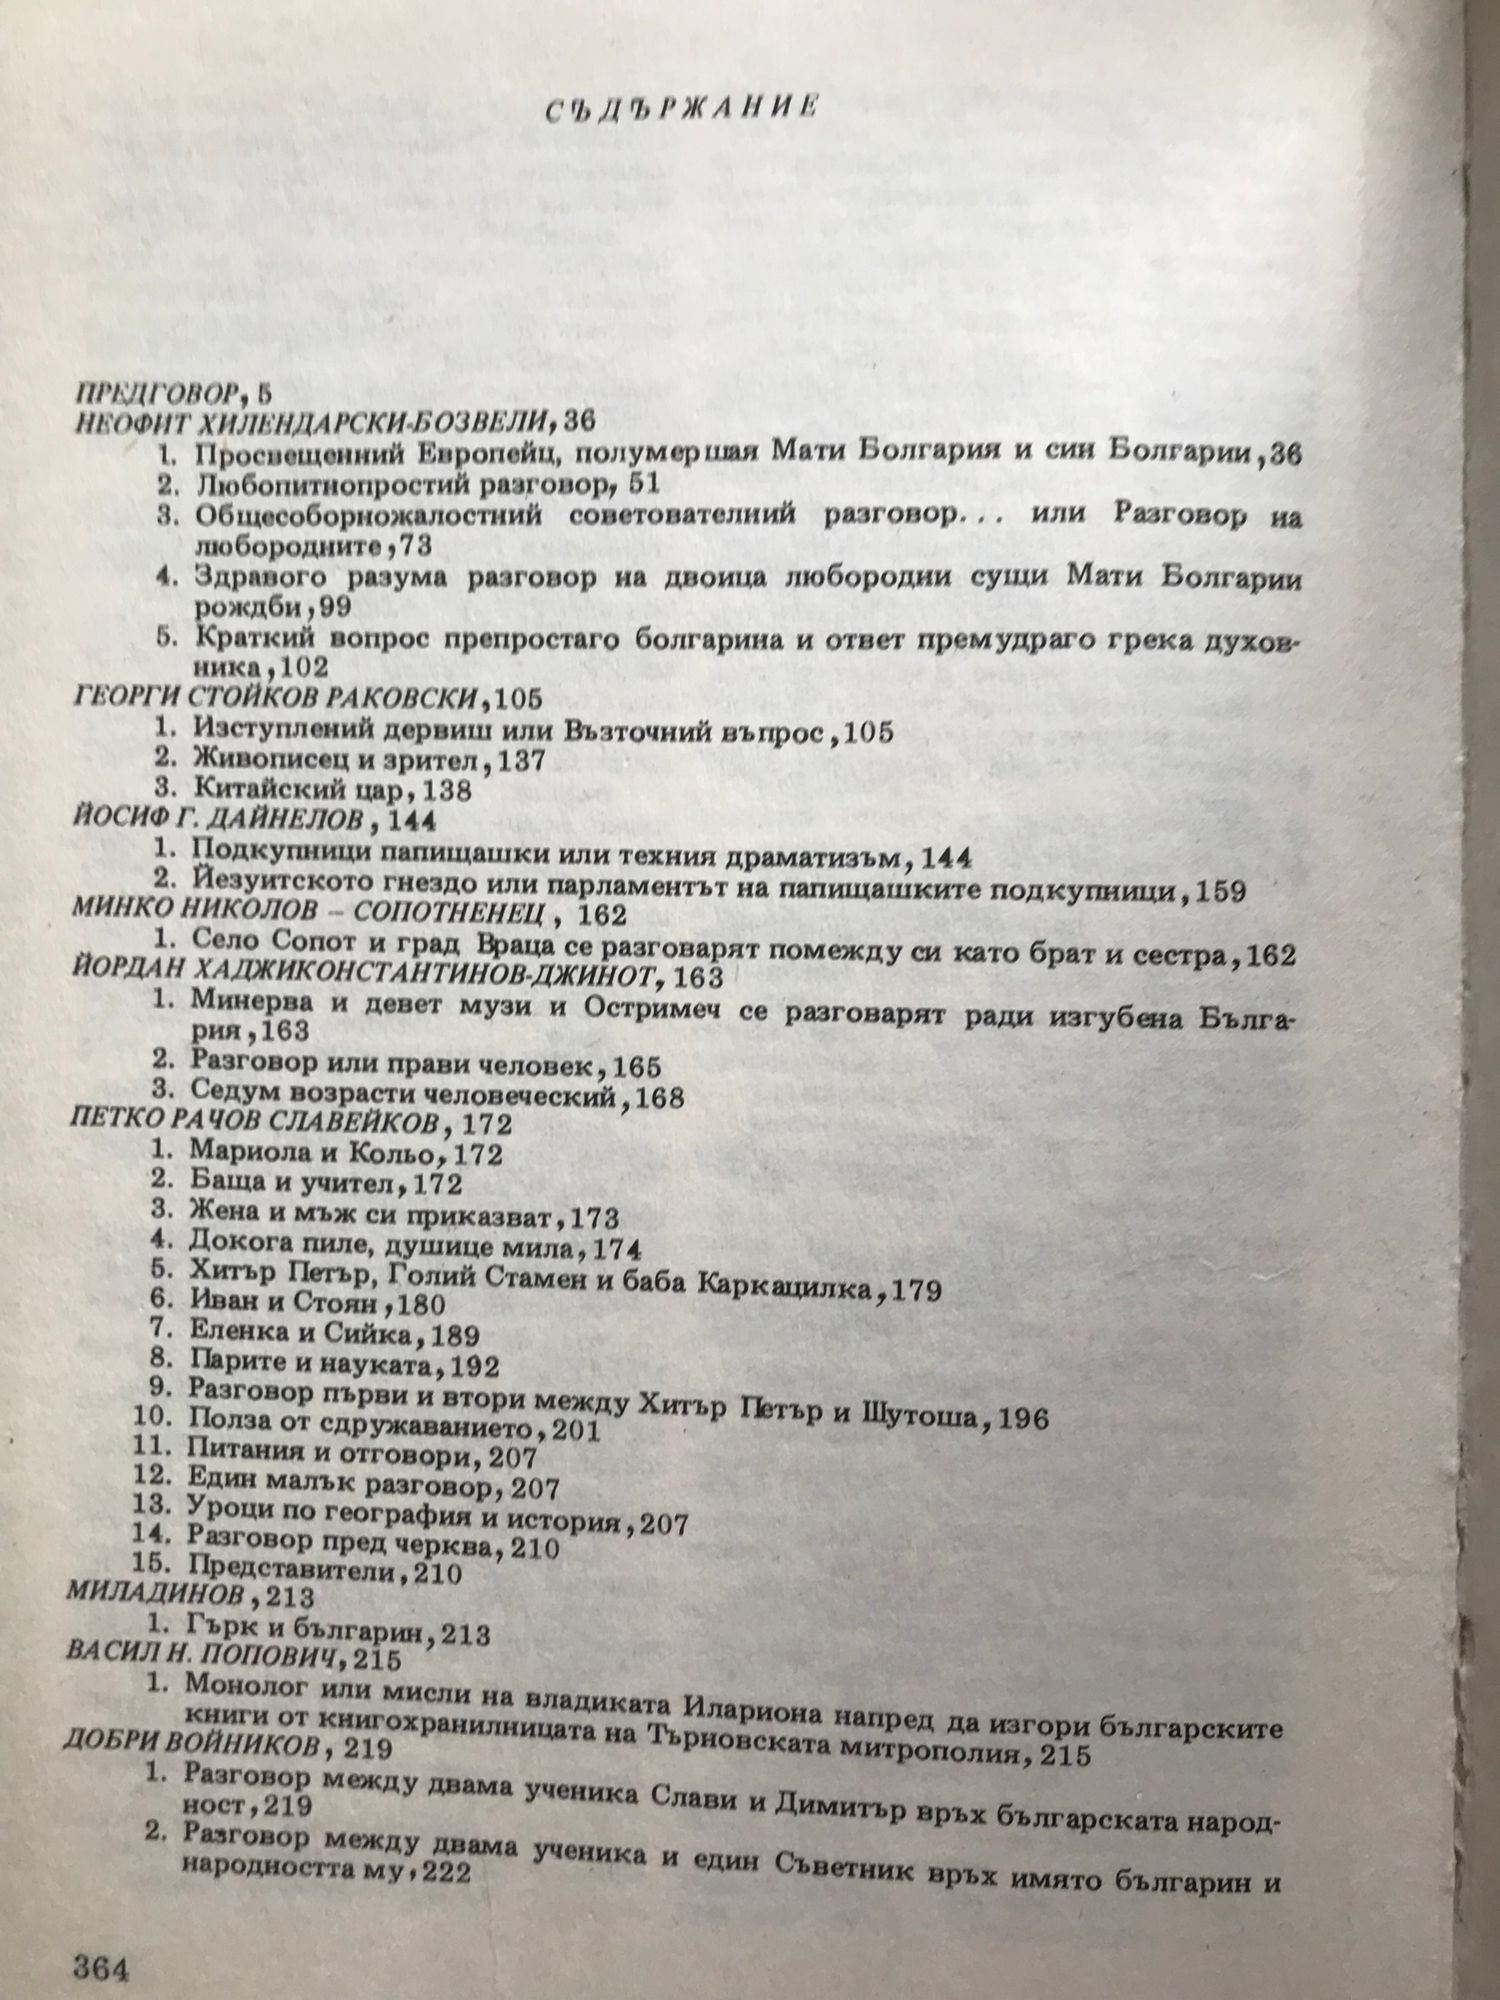 СЪДЪРЖАНИЕ
ПРЕДГОВОР, 5
НЕОФИТ ХИЛЕНДАРСКИ-БОЗВЕЛИ, 36
1. Просвещенний Европейц, полумершая Мати Болгария и син Болгарии, 36
2. Любопитнопростий разговор, 51
3. Общесоборножалостний советователний разговор... или Разговор на
любородните, 73
4. Здравого разума разговор на двоица любородни сущи Мати Болгарии
рождби, 99
5. Краткий вопрос препростаго болгарина и ответ премудраго грека духов-
ника, 102
ГЕОРГИ СТОЙКОВ РАКОВСКИ, 105
1. Изступлений дервиш или Възточний въпрос, 105
2. Живописец и зрител, 137
3. Китайский цар, 138
ЙОСИФ Г. ДАЙНЕЛОВ, 144
1. Подкупници папищашки или техния драматизъм, 144
2. Йезуитското гнездо или парламентът на папищашките подкупници, 159
МИНКО НИКОЛОВ – СОПОТНЕНЕЦ, 162
1. Село Сопот и град Враца се разговарят помежду си като брат и сестра, 162
ЙОРДАН ХАДЖИКОНСТАНТИНОВ-ДЖИНОТ, 163
1. Минерва и девет музи и Остримеч се разговарят ради изгубена Бълга-
рия, 163
2. Разговор или прави человек, 165
3. Седум возрасти человеческий, 168
ПЕТКО РАЧОВ СЛАВЕЙКОВ, 172
1. Мариола и Кольо, 172
2. Баща и учител, 172
3. Жена и мъж си приказват, 173
4. Докога пиле, душице мила, 174
5. Хитър Петър, Голий Стамен и баба Каркацилка, 179
6. Иван и Стоян, 180
7. Еленка и Сийка, 189
8. Парите и науката, 192
9. Разговор първи и втори между Хитър Петър и Шутоша, 196
10. Полза от сдружаванието, 201
11. Питания и отговори, 207
12. Един малък разговор, 207
13. Уроци по география и история, 207
14. Разговор пред черква, 210
15. Представители, 210
МИЛАДИНОВ, 213
1. Гърк и българин, 213
ВАСИЛ Н. ПОПОВИЧ, 215
1. Монолог или мисли на владиката Илариона напред да изгори българските
книги от книгохранилницата на Търновската митрополия, 215
ДОБРИ ВОЙНИКОВ, 219
1. Разговор между двама ученика Слави и Димитър връх българската народ-
ност, 219
2. Разговор между двама ученика и един Съветник връх имято българин и
народността му, 222
364